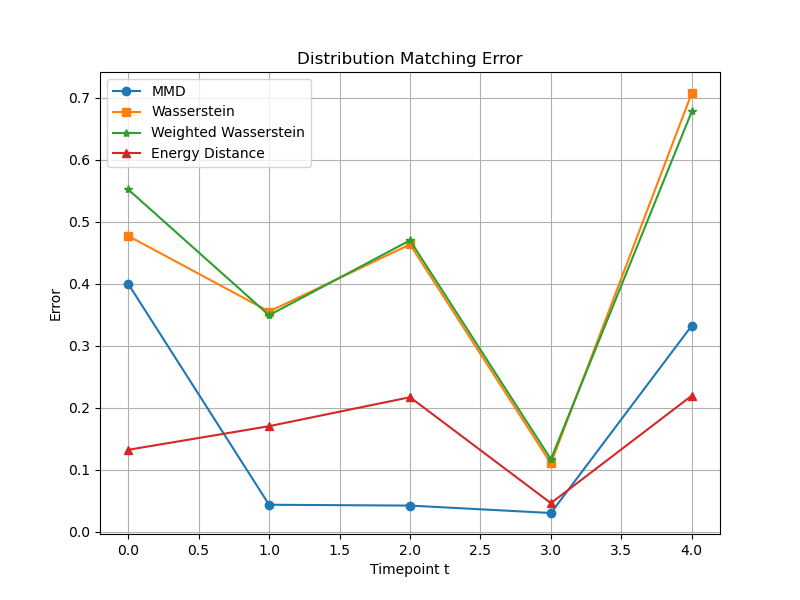 Distribution Matching Error
MMD
Wasserstein
Weighted Wasserstein
Energy Distance
0.7
0.6
0.5
0.4
0.3
0.2
0.1
0.0
Error
0.0 0.5 1.0 1.5 2.0 2.5 3.0 3.5 4.0
Timepoint t